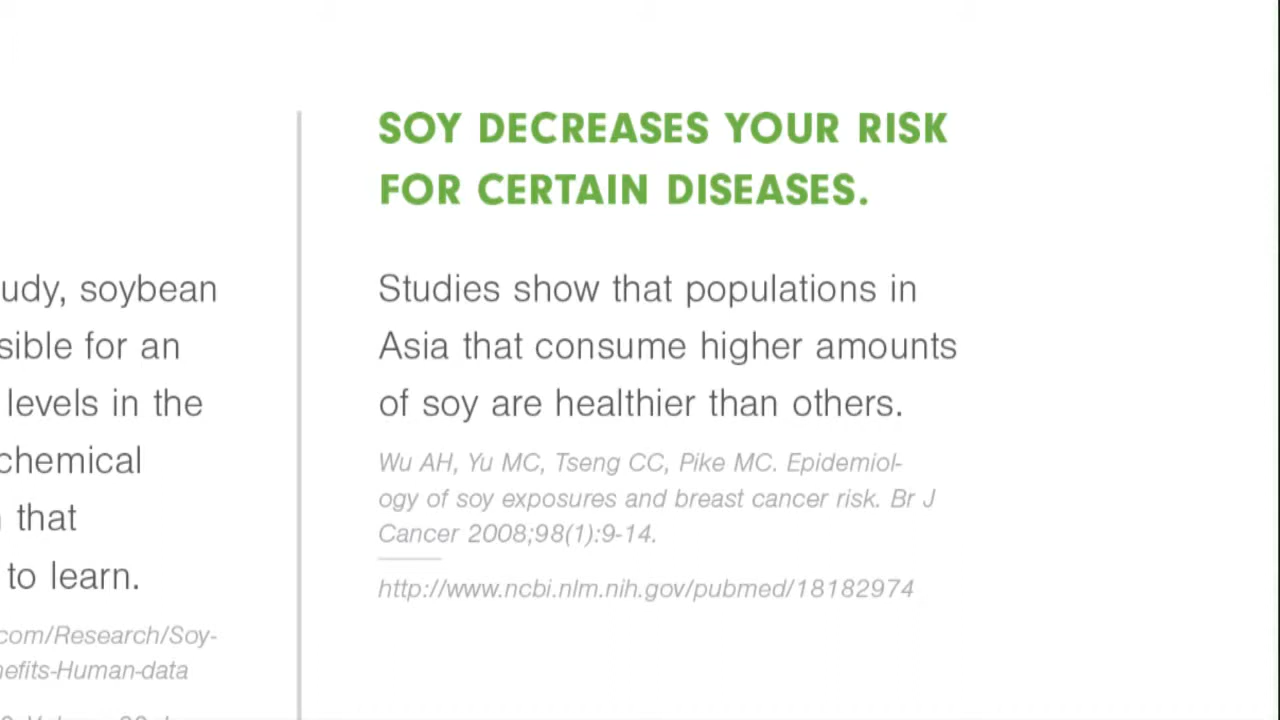 SOY DECREASES YOUR RISK
FOR CERTAIN DISEASES.
Studies show that populations in
Asia that consume higher amounts
of soy are healthier than others.
Wu AH, Yu MC, Tseng CC, Pike MC. Epidemiol-
ogy of soy exposures and breast cancer risk. Br J
Cancer 2008;98(1):9-14.
http://www.ncbi.nlm.nih.gov/pubmed/18182974
soybean
for an
levels in the
chemical
that
to learn.
com/Research/Soy-
nefits-Human-data